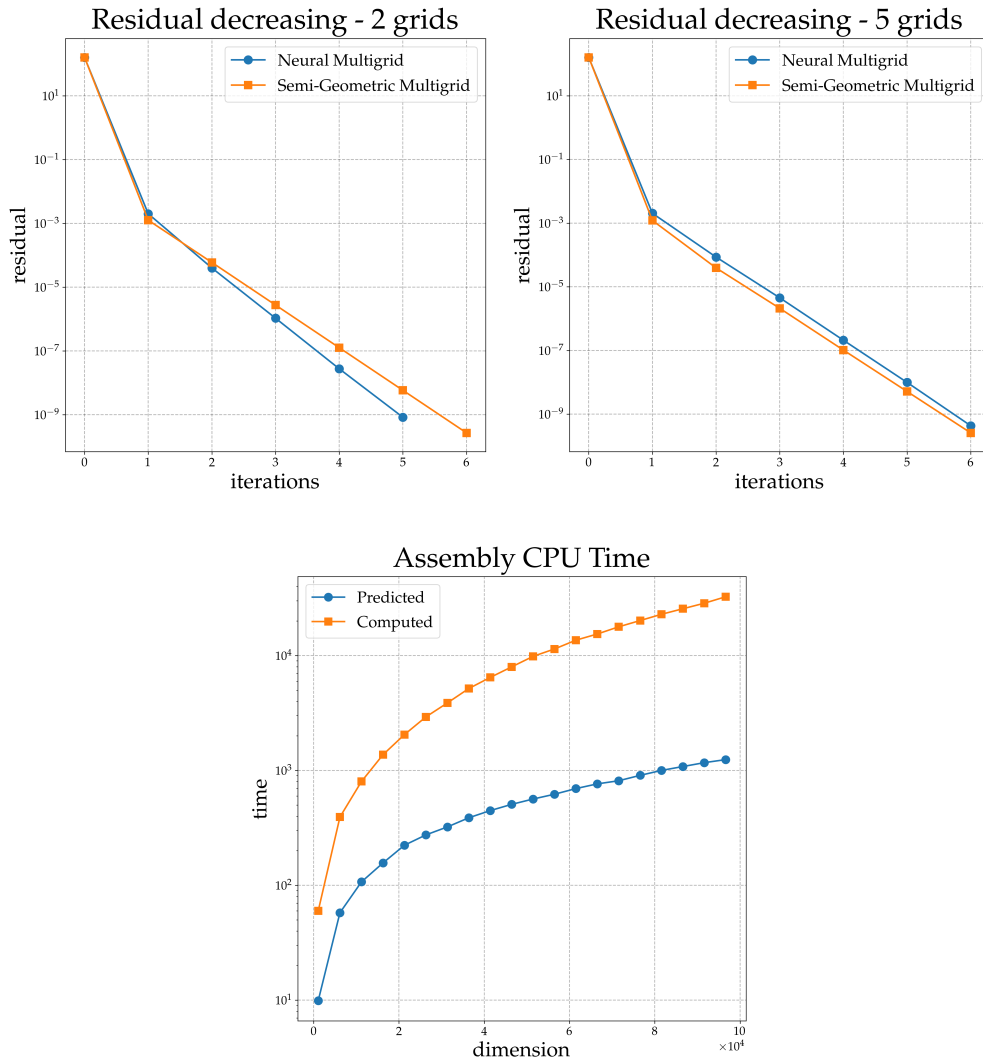 Residual decreasing - 2 grids
Neural Multigrid
Semi-Geometric Multigrid
10^1
10^-1
10^-3
10^-5
10^-7
10^-9
residual
0 1 2 3 4 5 6
iterations
Residual decreasing - 5 grids
Neural Multigrid
Semi-Geometric Multigrid
10^1
10^-1
10^-3
10^-5
10^-7
10^-9
residual
0 1 2 3 4 5 6
iterations
Assembly CPU Time
Predicted
Computed
10^4
10^3
10^2
10^1
time
0 2 4 6 8 10
×10^4
dimension